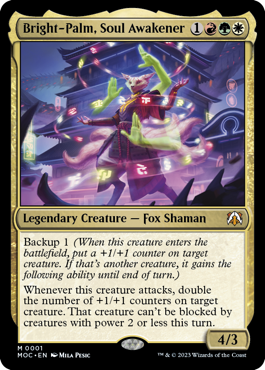 Bright-Palm, Soul Awakener 1
Legendary Creature — Fox Shaman
Backup 1 (When this creature enters the
battlefield, put a +1/+1 counter on target
creature. If that's another creature, it gains the
following ability until end of turn.)
Whenever this creature attacks, double
the number of +1/+1 counters on target
creature. That creature can't be blocked by
creatures with power 2 or less this turn.
4/3
M 0001
MOC • EN MILA PESIC
™ & © 2023 Wizards of the Coast